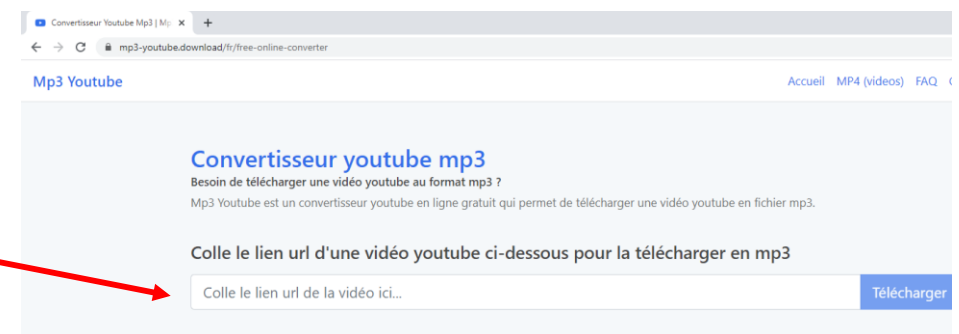 Convertisseur Youtube Mp3 | Mp
mp3-youtube.download/fr/free-online-converter
Mp3 Youtube
Accueil MP4 (videos) FAQ
Convertisseur youtube mp3
Besoin de télécharger une vidéo youtube au format mp3 ?
Mp3 Youtube est un convertisseur youtube en ligne gratuit qui permet de télécharger une vidéo youtube en fichier mp3.
Colle le lien url d'une vidéo youtube ci-dessous pour la télécharger en mp3
Colle le lien url de la vidéo ici... Télécharger